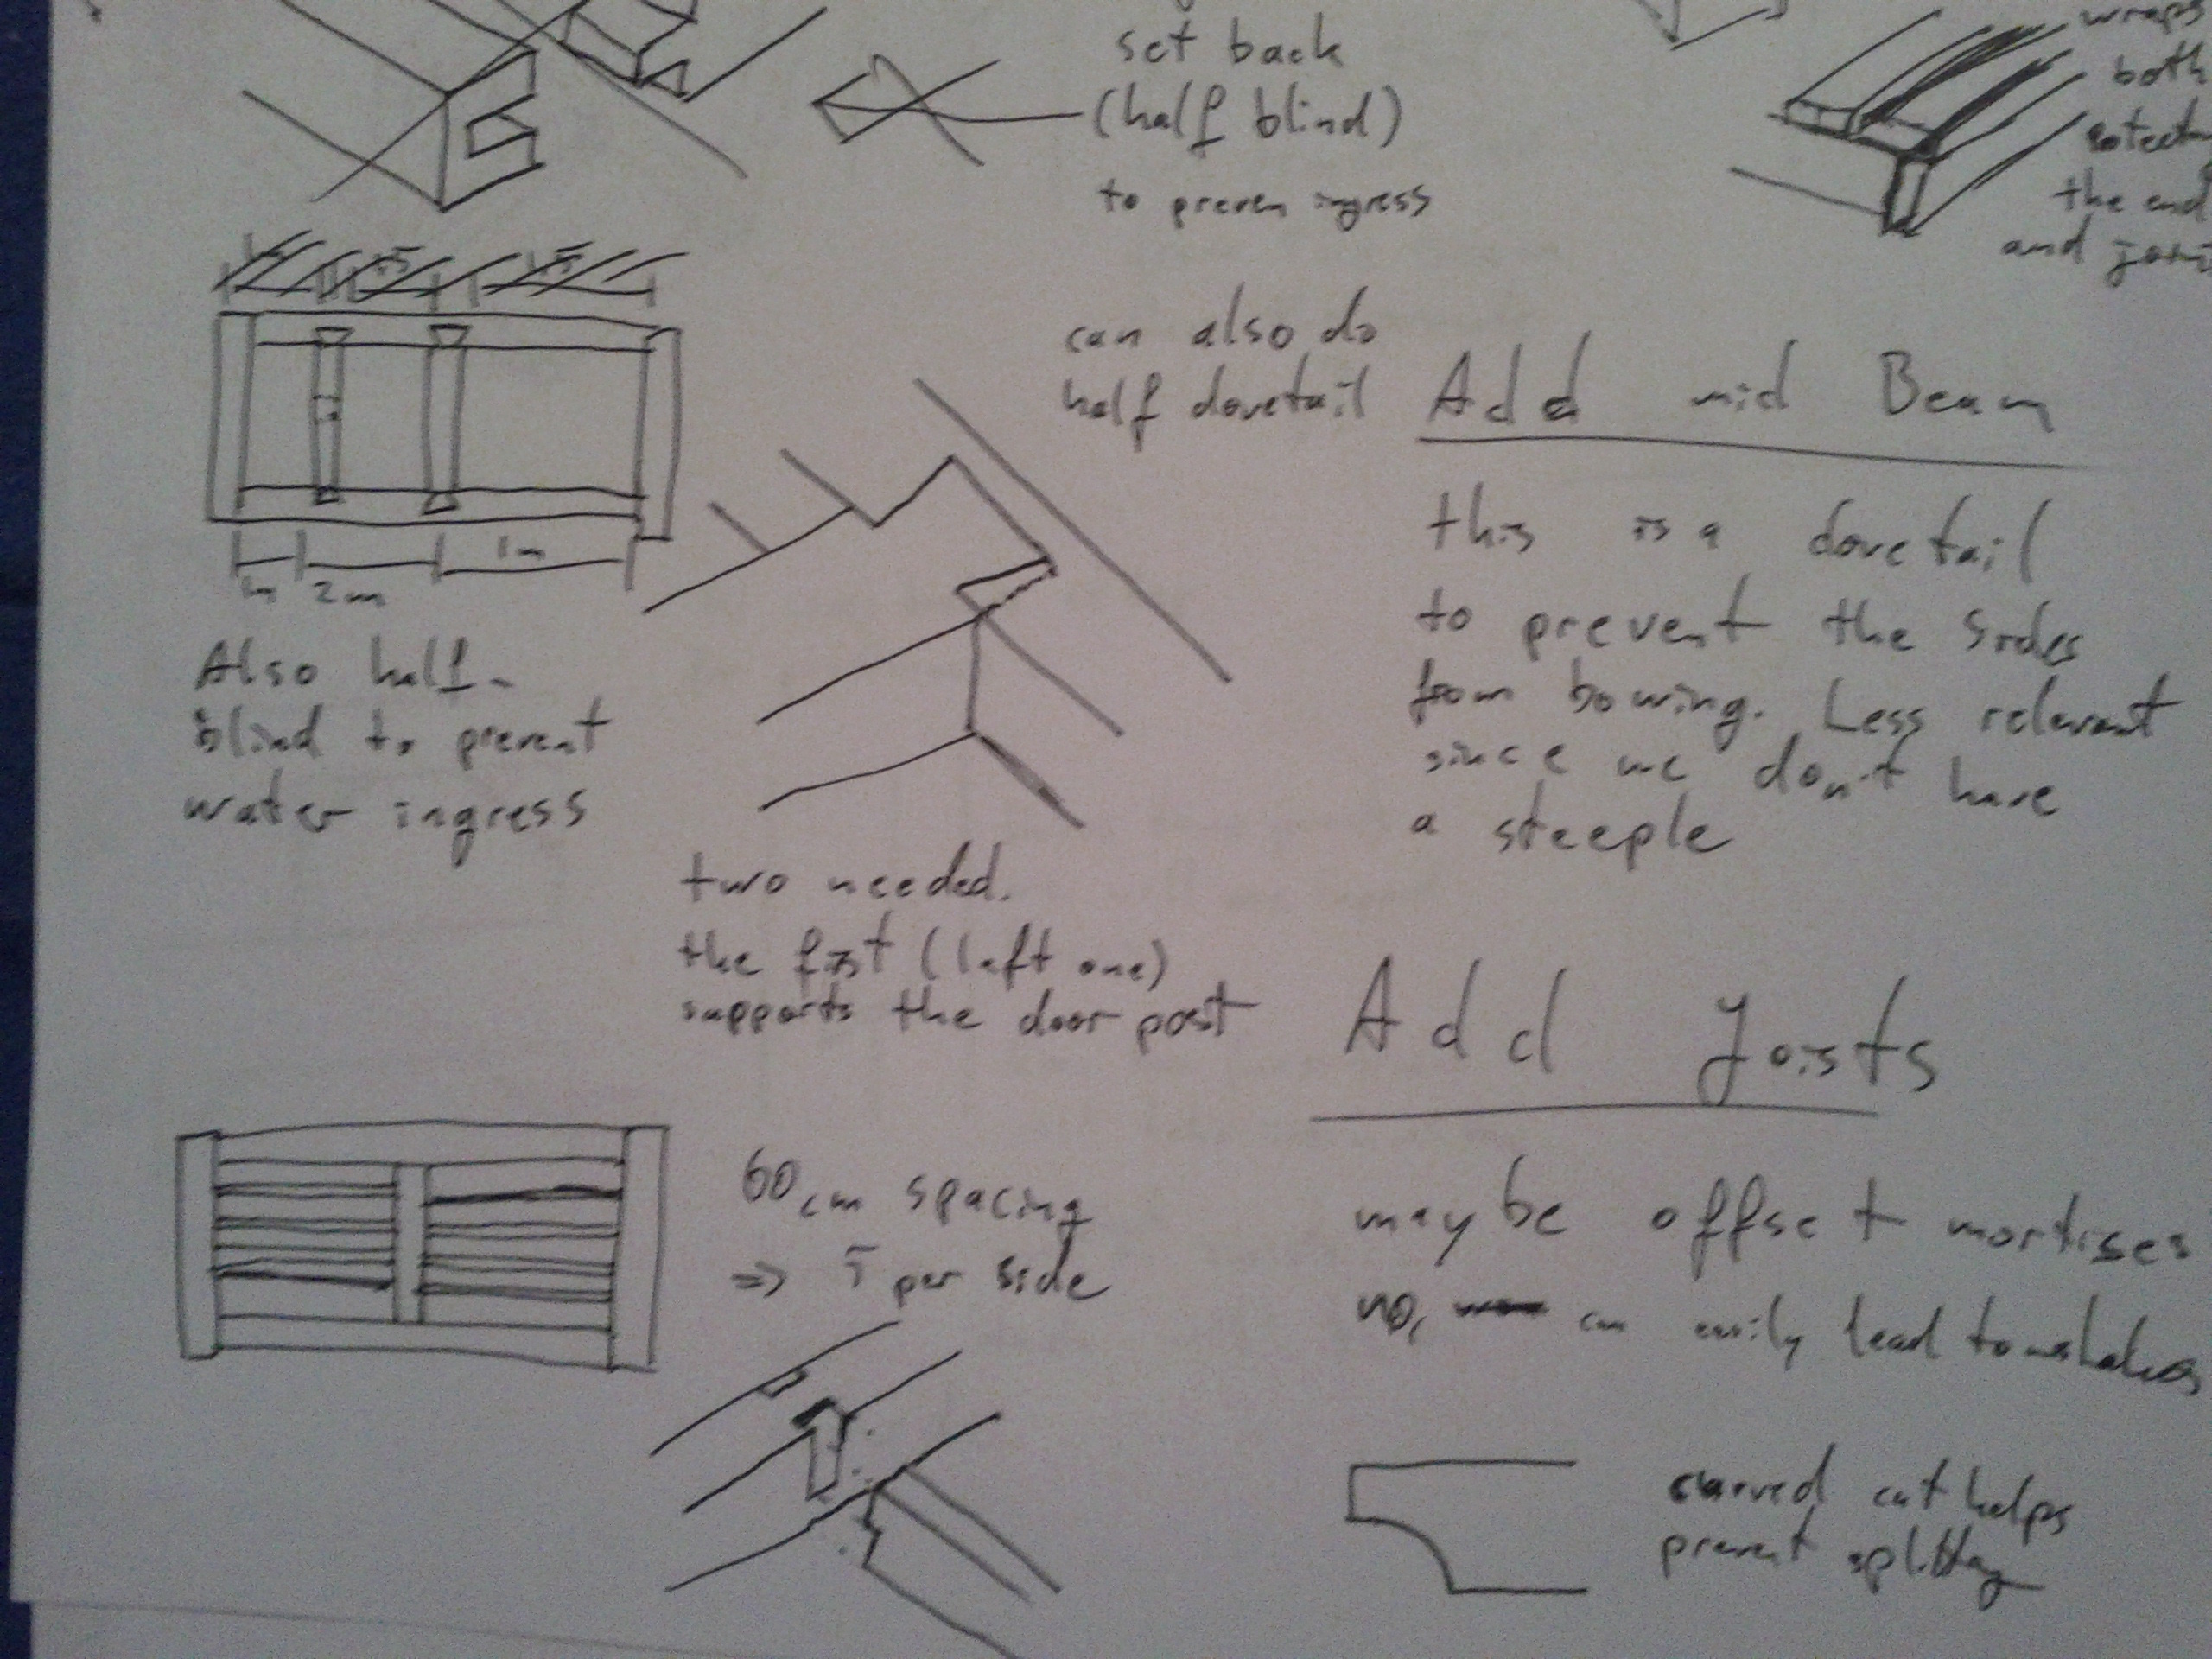 set back
(half blind)
to preven ingress
wraps
both
the end
and
can also do
half dovetail
Add mid Beam
this is a dovetail
to prevent the sides
from bowing. Less relevant
since we don't have
a steeple
1m 2m 1m
Also half-
blind to prevent
water ingress
two needed.
the first (left one)
supports the door post
Add Joists
60cm spacing
=> 5 per side
maybe offset mortises
no, can easily lead to
curved cut helps
prevent splitting